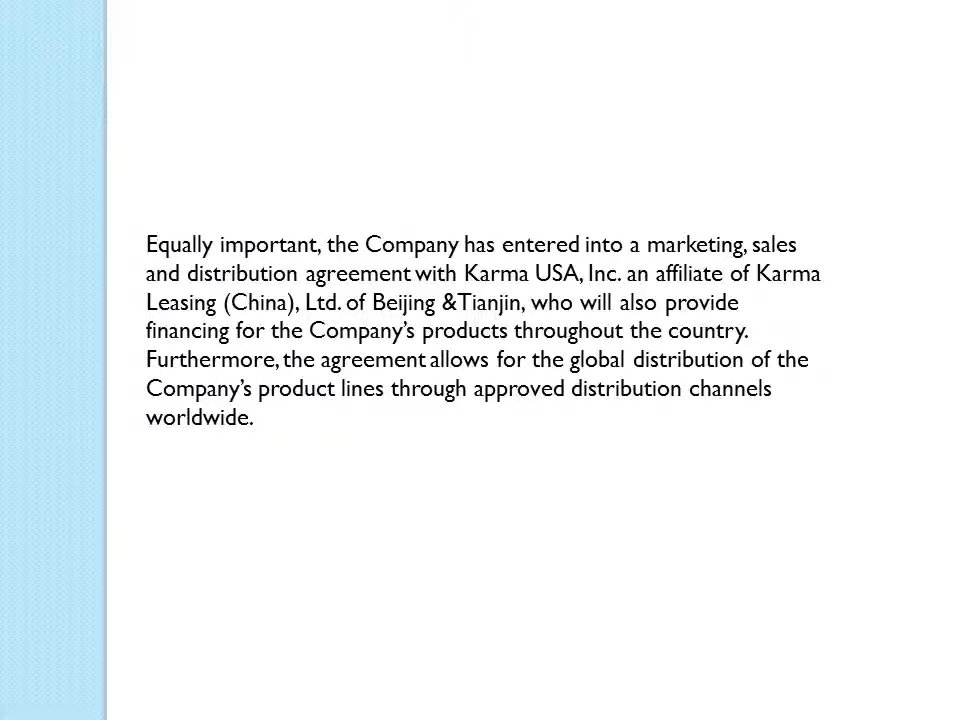 Equally important, the Company has entered into a marketing, sales
and distribution agreement with Karma USA, Inc. an affiliate of Karma
Leasing (China), Ltd. of Beijing &Tianjin, who will also provide
financing for the Company’s products throughout the country.
Furthermore, the agreement allows for the global distribution of the
Company’s product lines through approved distribution channels
worldwide.